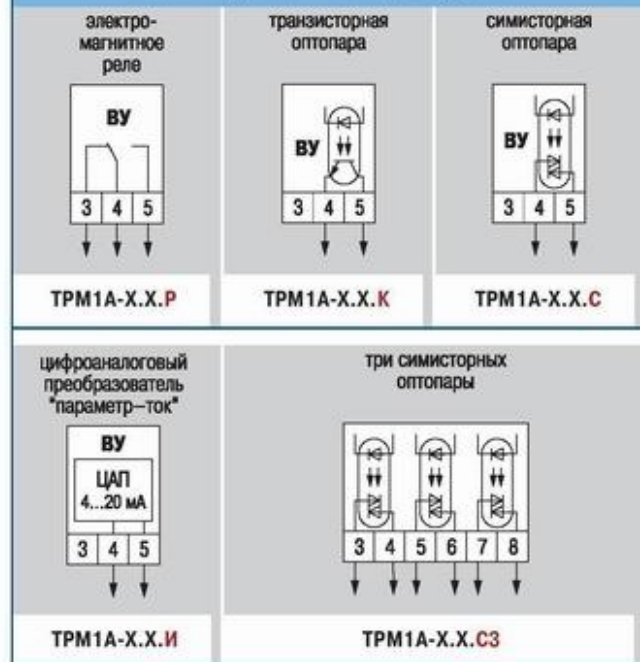 электро-
магнитное
реле
транзисторная
оптопара
симисторная
оптопара
ВУ
3 4 5
ВУ
3 4 5
ВУ
3 4 5
ТРМ1А-Х.Х.Р
ТРМ1А-Х.Х.К
ТРМ1А-Х.Х.С
цифроаналоговый
преобразователь
"параметр–ток"
три симисторных
оптопары
ВУ
ЦАП
4...20 мА
3 4 5
3 4 5 6 7 8
ТРМ1А-Х.Х.И
ТРМ1А-Х.Х.С3